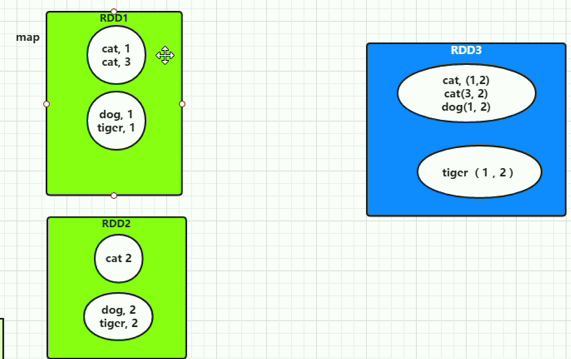 map
RDD1
cat, 1
cat, 3
dog, 1
tiger, 1
RDD2
cat 2
dog, 2
tiger, 2
RDD3
cat, (1,2)
cat(3, 2)
dog(1, 2)
tiger ( 1 , 2 )